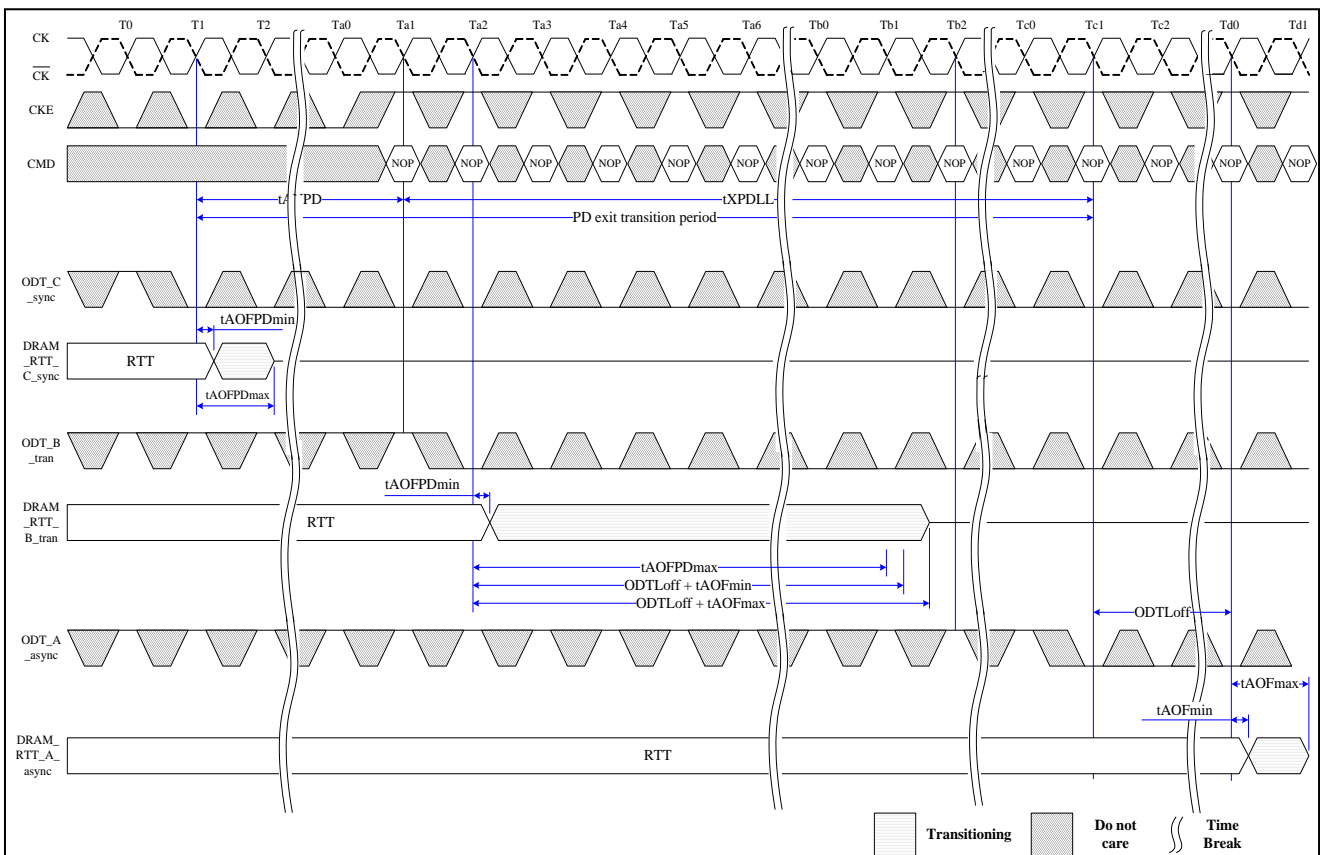 T0 T1 T2 Ta0 Ta1 Ta2 Ta3 Ta4 Ta5 Ta6 Tb0 Tb1 Tb2 Tc0 Tc1 Tc2 Td0 Td1
CK
CK
CKE
CMD
NOP NOP NOP NOP NOP NOP NOP NOP NOP NOP NOP NOP NOP NOP
tXPDLL
PD exit transition period
ODT_C
_sync
tAOFPDmin
DRAM
_RTT_
C_sync
RTT
tAOFPDmax
ODT_B
_tran
tAOFPDmin
DRAM
_RTT_
B_tran
RTT
tAOFPDmax
ODTLoff + tAOFmin
ODTLoff + tAOFmax
ODTLoff
ODT_A
_async
tAOFmax
tAOFmin
DRAM_
RTT_A_
async
RTT
Transitioning
Do not
care
Time
Break